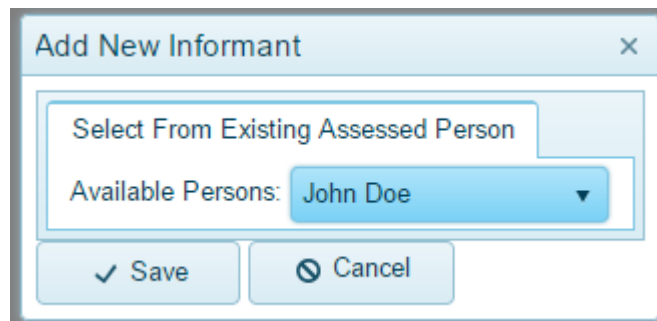 Add New Informant
Select From Existing Assessed Person
Available Persons: John Doe
Save Cancel